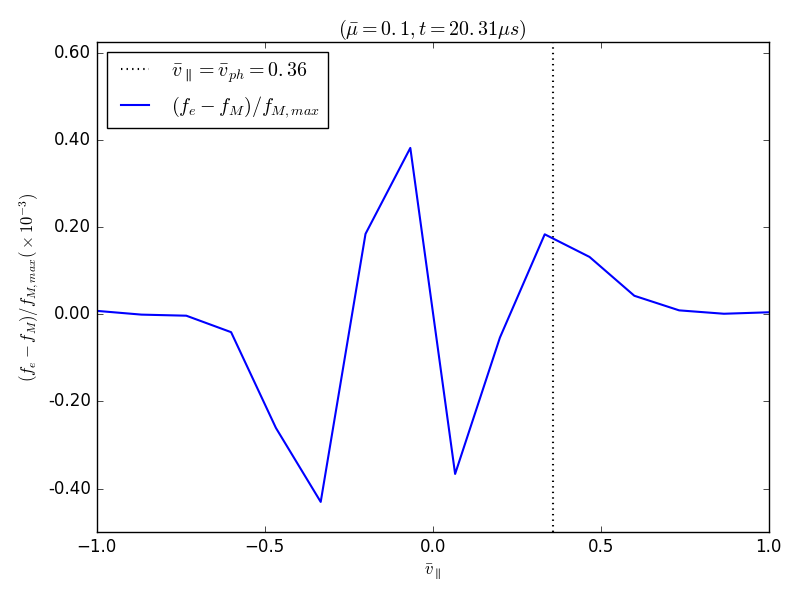 (μ̄ = 0.1, t = 20.31μs)
v̄∥ = v̄ph = 0.36
(fe − fM)/fM,max
0.60
0.40
0.20
0.00
-0.20
-0.40
(fe − fM)/fM,max(×10⁻³)
−1.0 −0.5 0.0 0.5 1.0
v̄∥